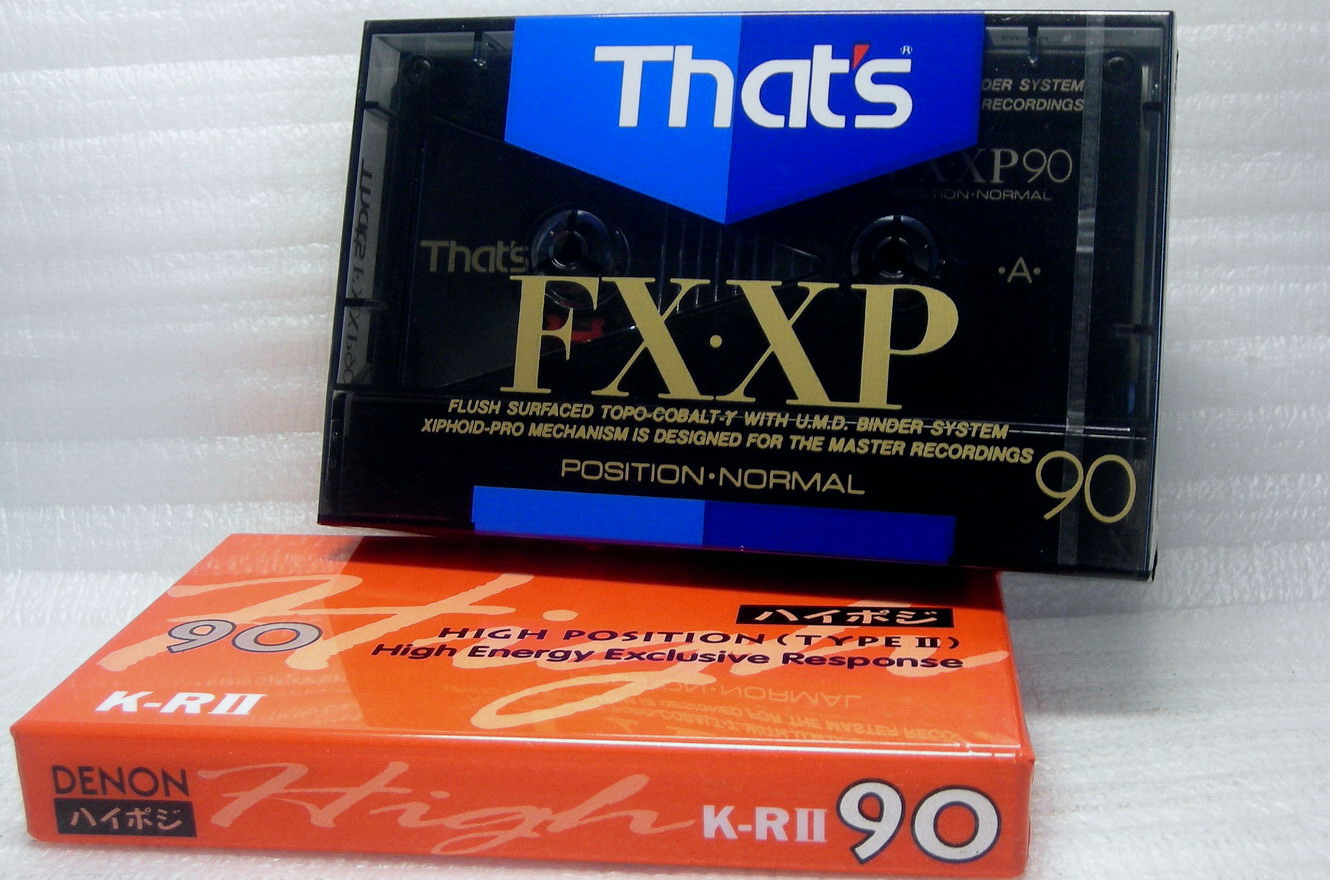 That's®
DER SYSTEM
RECORDINGS
XP90
POSITION•NORMAL
That's
•A•
FX•XP
FLUSH SURFACED TOPO-COBALT-γ WITH U.M.D. BINDER SYSTEM
XIPHOID-PRO MECHANISM IS DESIGNED FOR THE MASTER RECORDINGS
POSITION•NORMAL
90
High
ハイポジ
90
HIGH POSITION (TYPE II)
High Energy Exclusive Response
K-RII
DENON
ハイポジ
High
K-RII
90